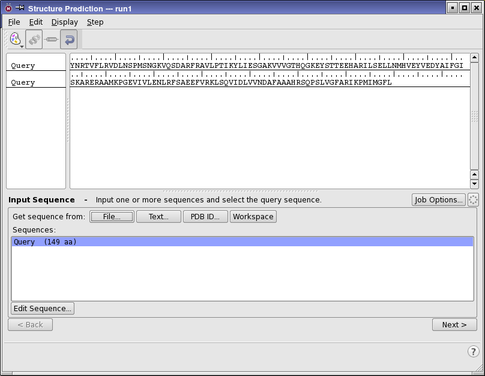 Structure Prediction — run1
File Edit Display Step
Query YNRTVFLRVDLNSPMSNGKVQSDARFRAVLPTIKYLIESGAKVVVGTHQGKEYSTTEEHARILSELLNMHVEYVEDYAIFGI
Query SKARERAAMKPGEVIVLENLRFSAEEFVRKLSQVIDLVVNDAFAAAHRSQPSLVGFARIKPMIMGFL
Input Sequence - Input one or more sequences and select the query sequence. Job Options...
Get sequence from: File... Text... PDB ID... Workspace
Sequences:
Query (149 aa)
Edit Sequence...
< Back Next >
?